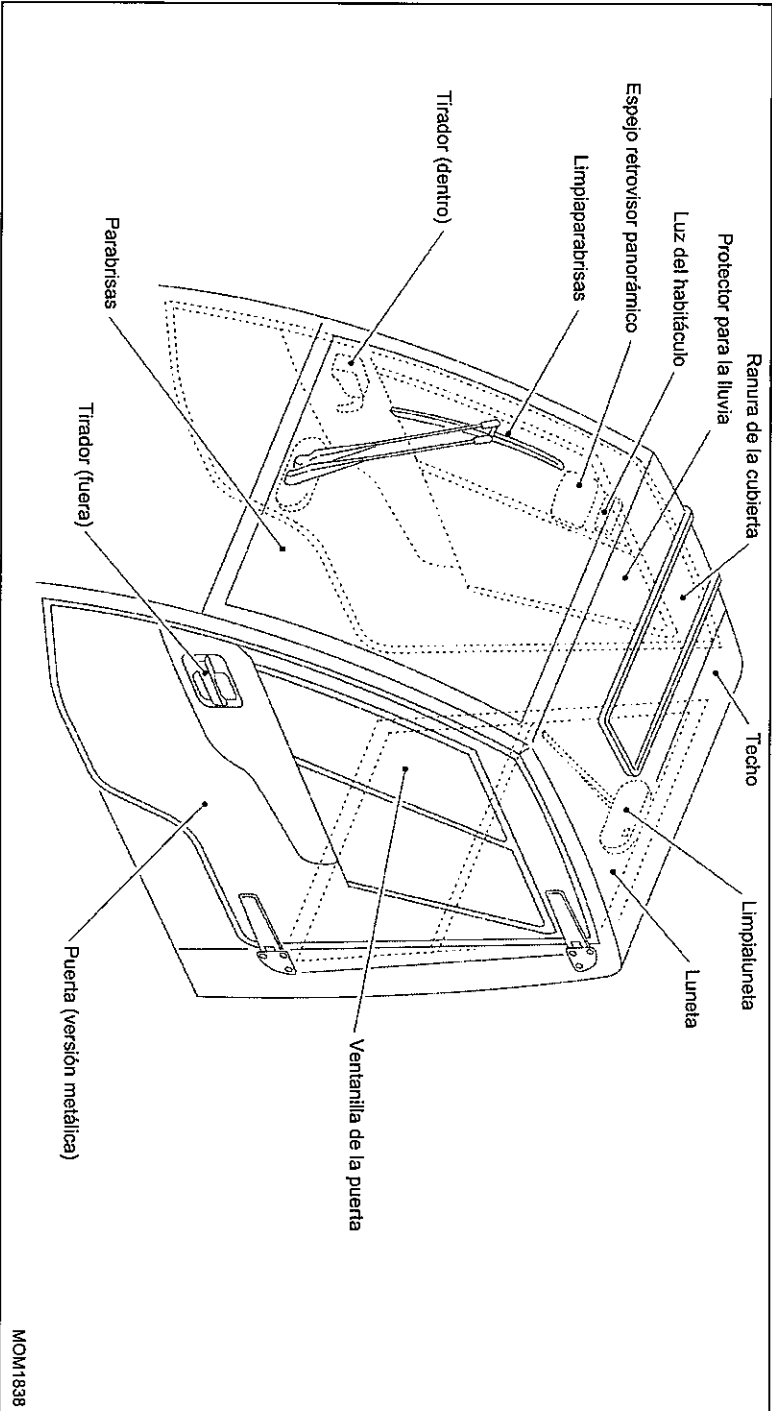 Ranura de la cubierta
Protector para la lluvia
Luz del habitáculo
Espejo retrovisor panorámico
Limpiaparabrisas
Tirador (dentro)
Parabrisas
Tirador (fuera)
Techo
Limpialuneta
Luneta
Ventanilla de la puerta
Puerta (versión metálica)
MOM1838